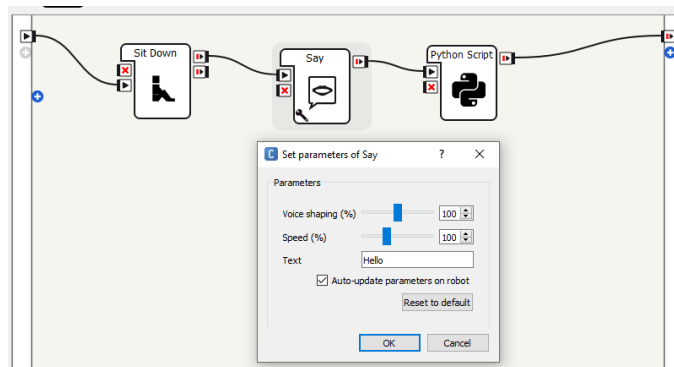 Sit Down
Say
Python Script
C Set parameters of Say ? ×
Parameters
Voice shaping (%) 100
Speed (%) 100
Text Hello
Auto-update parameters on robot
Reset to default
OK Cancel